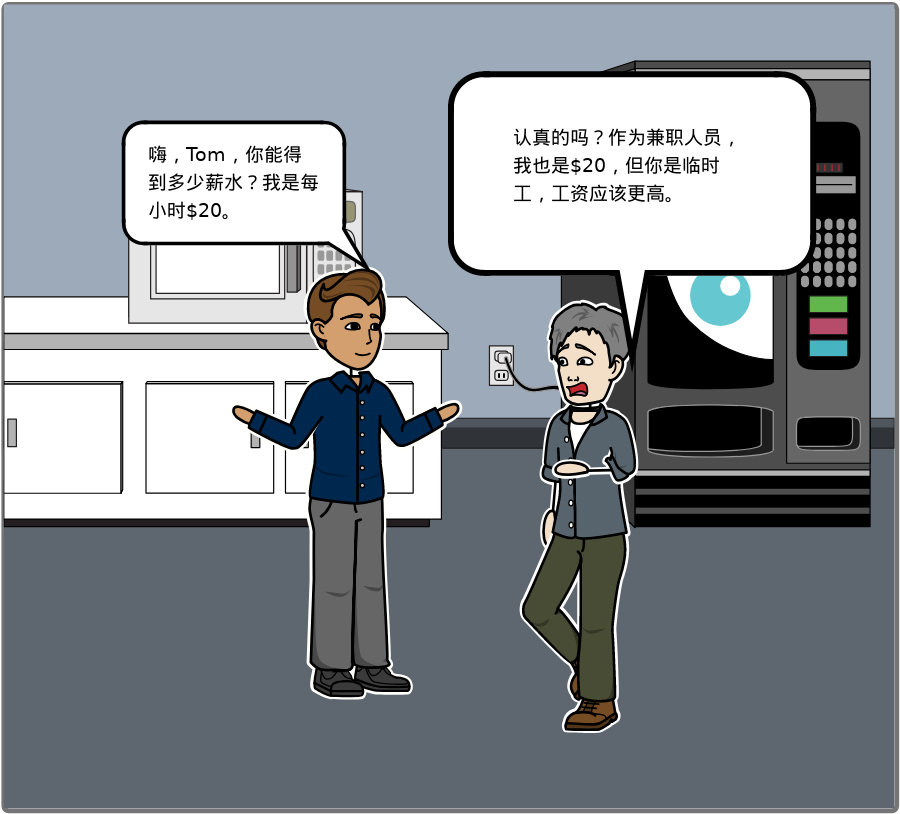 嗨，Tom，你能得
到多少薪水？我是每
小时$20。
认真的吗？作为兼职人员，
我也是$20，但你是临时
工，工资应该更高。